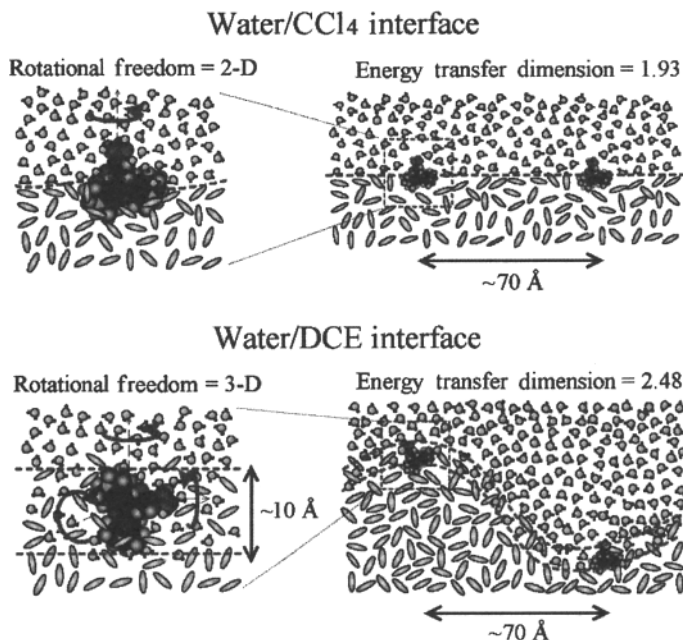 Water/CCl4 interface
Rotational freedom = 2-D
Energy transfer dimension = 1.93
~70 Å
Water/DCE interface
Rotational freedom = 3-D
Energy transfer dimension = 2.48
~10 Å
~70 Å